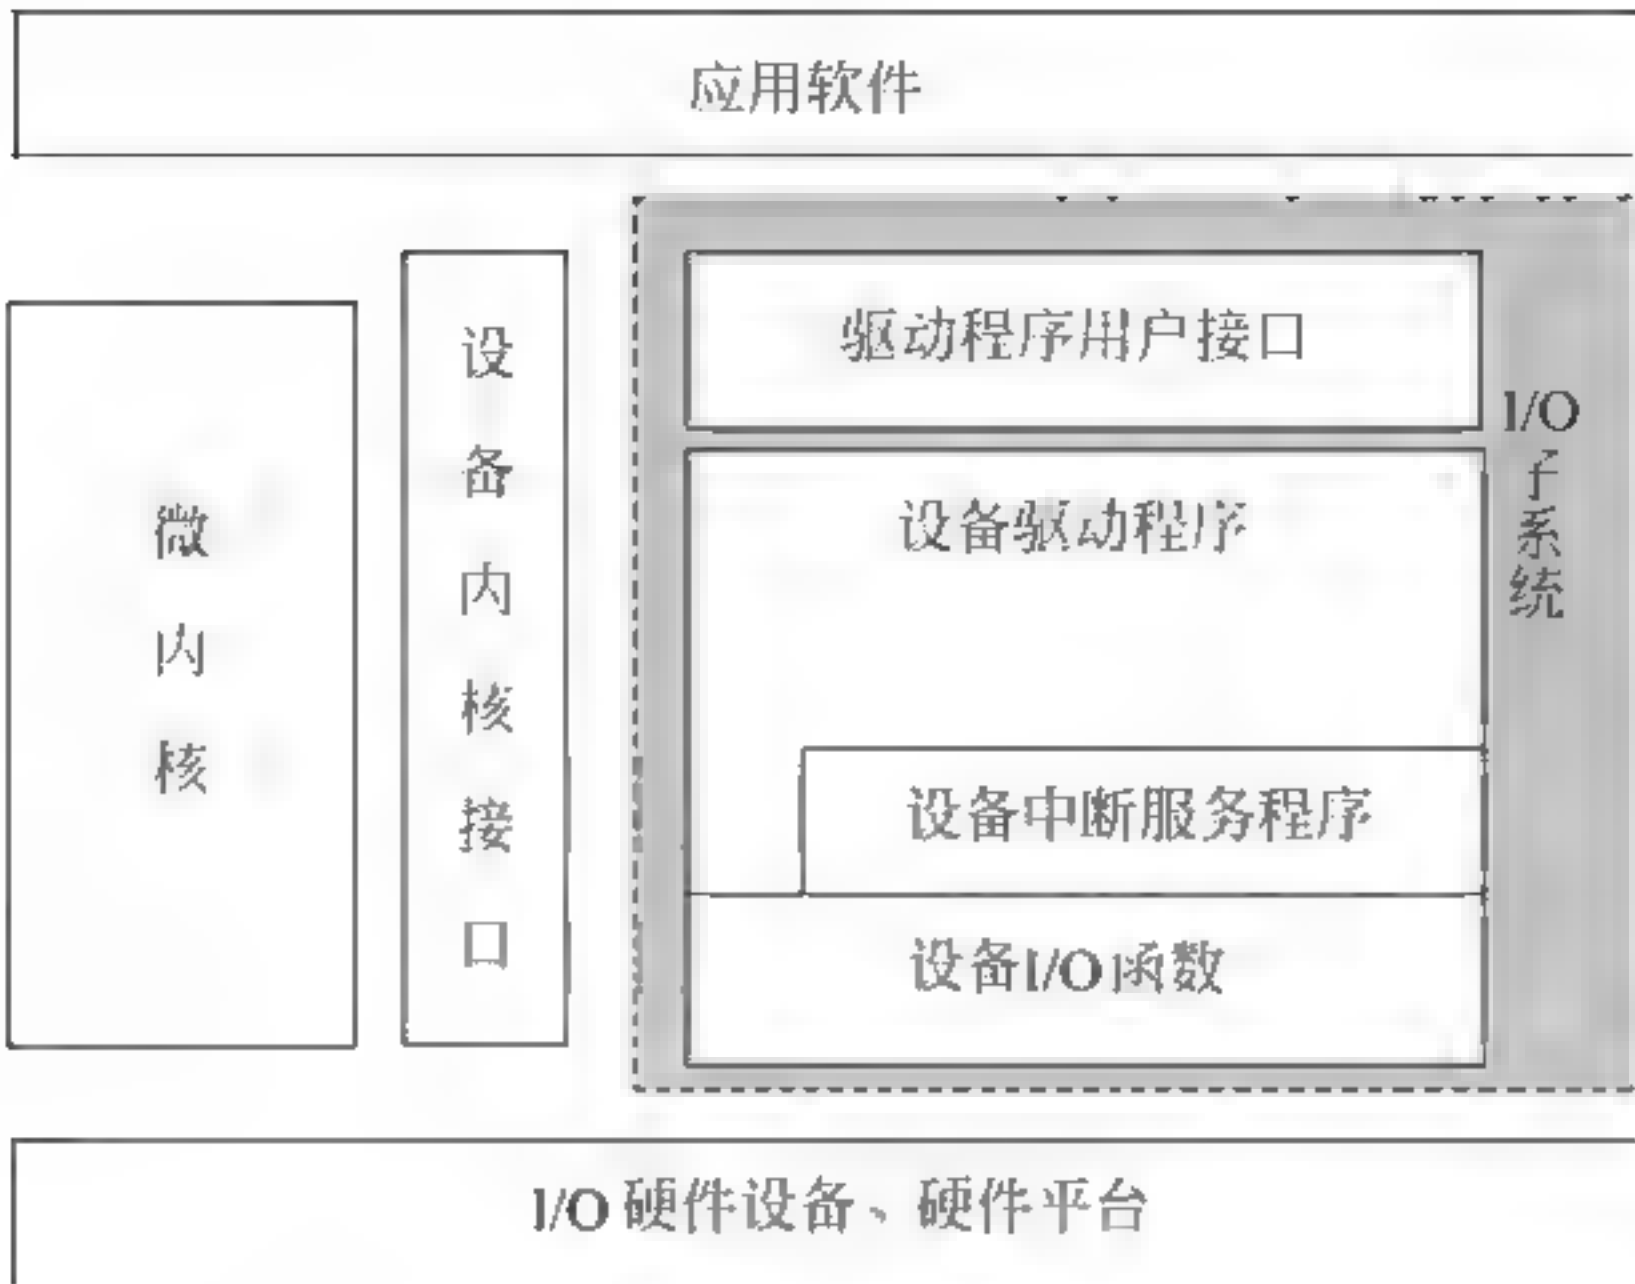 应用软件
微内核
设备内核接口
驱动程序用户接口
设备驱动程序
设备中断服务程序
设备I/O函数
I/O子系统
I/O硬件设备、硬件平台